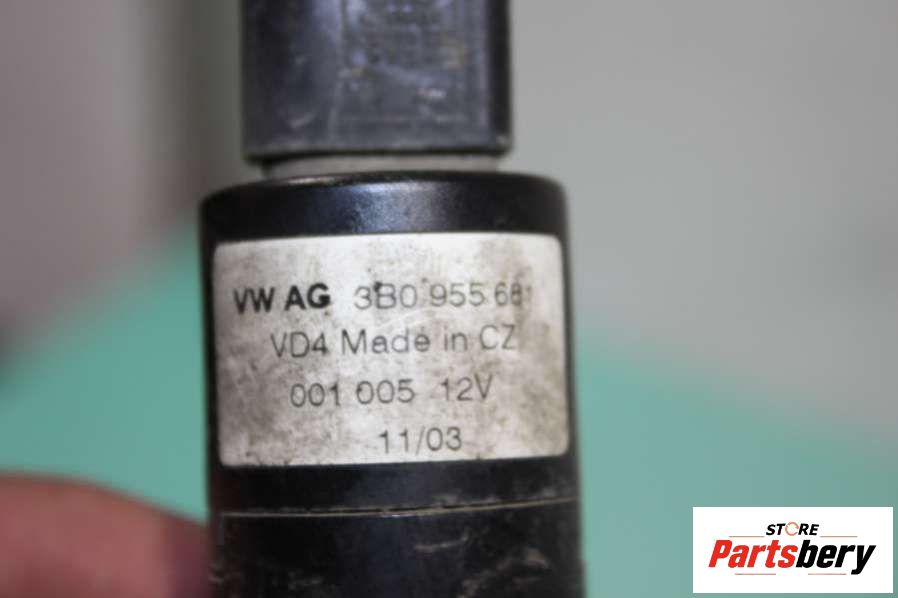 VW AG 3B0 955 681
VD4 Made in CZ
001 005 12V
11/03
STORE
Partsbery